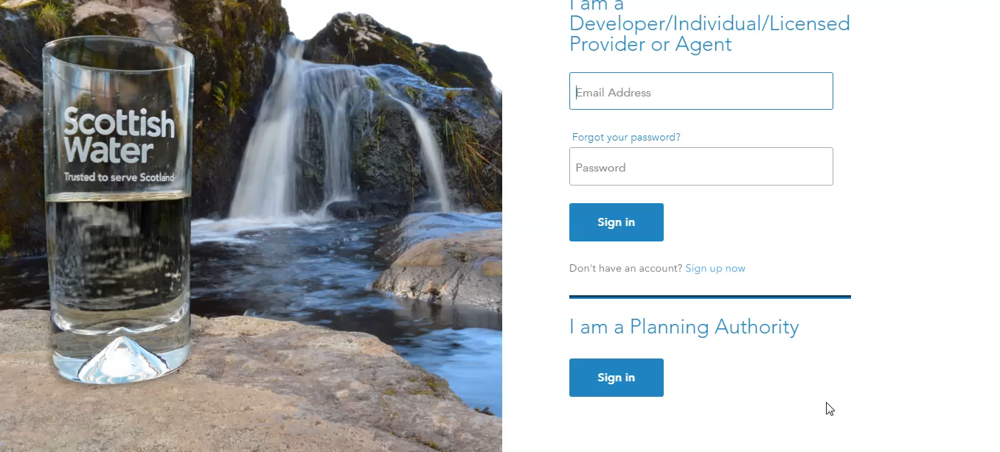 Scottish
Water
Trusted to serve Scotland
I am a
Developer/Individual/Licensed
Provider or Agent
Email Address
Forgot your password?
Password
Sign in
Don't have an account? Sign up now
I am a Planning Authority
Sign in